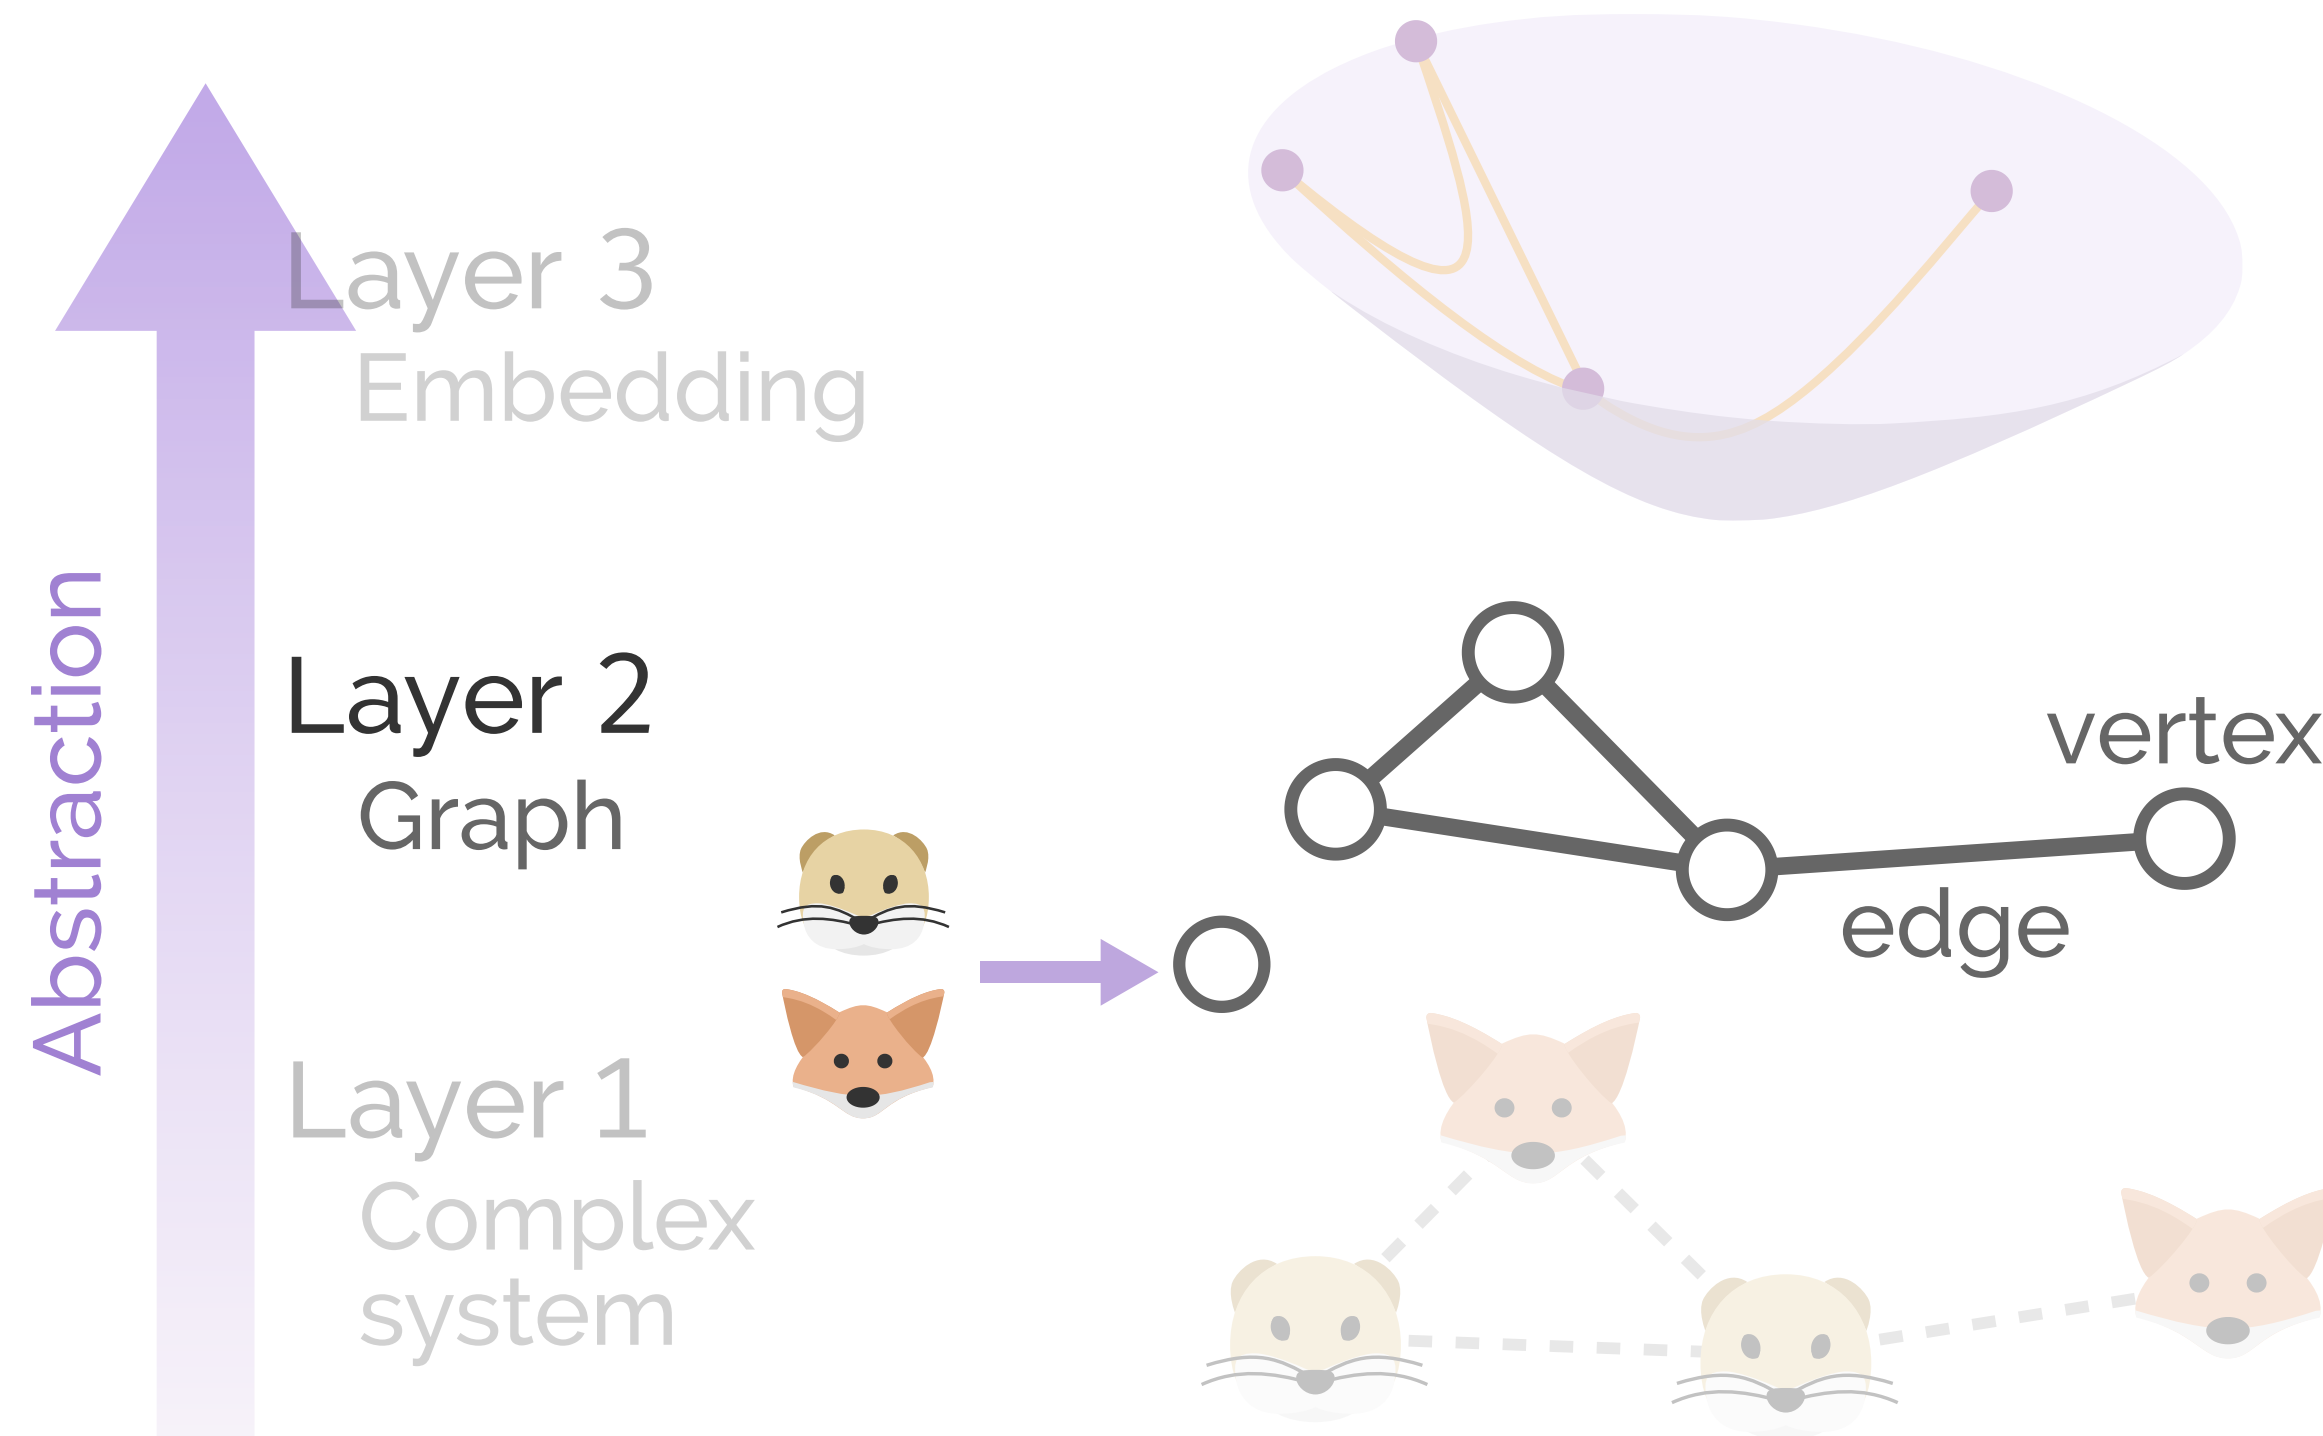 Abstraction
Layer 3
Embedding
Layer 2
Graph
vertex
edge
Layer 1
Complex
system